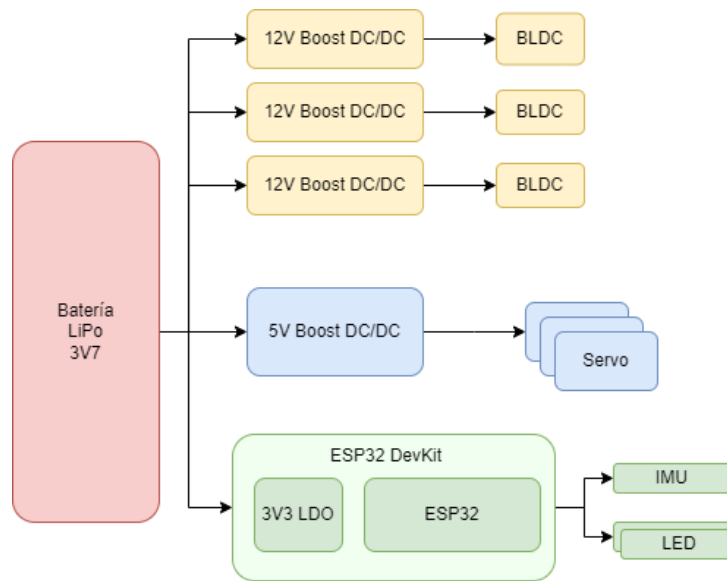 12V Boost DC/DC
BLDC
12V Boost DC/DC
BLDC
12V Boost DC/DC
BLDC
Batería
LiPo
3V7
5V Boost DC/DC
Servo
ESP32 DevKit
3V3 LDO
ESP32
IMU
LED